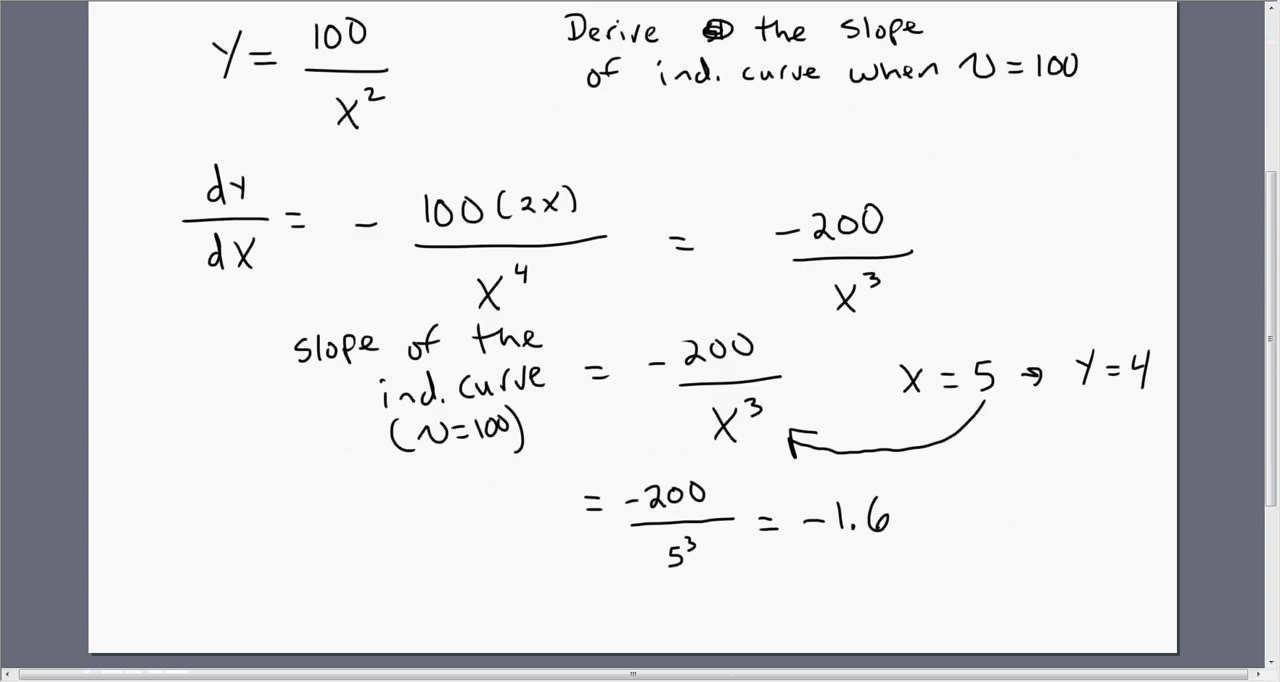 Y = 100 / X²
Derive the slope
of ind. curve when U = 100
dY/dX = - 100(2X) / X⁴ = -200 / X³
slope of the
ind. curve
(U=100)
= -200 / X³
X = 5 → Y = 4
= -200 / 5³ = -1.6